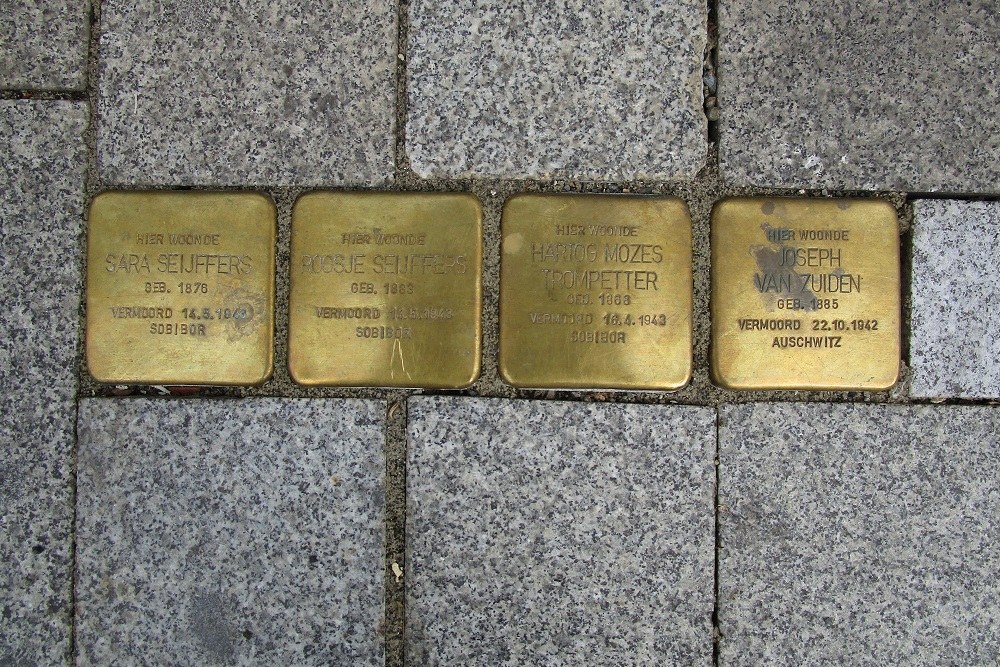 HIER WOONDE
SARA SEIJFFERS
GEB. 1876
VERMOORD 14.5.1943
SOBIBOR
HIER WOONDE
ROOSJE SEIJFFERS
GEB. 1883
VERMOORD 1943
SOBIBOR
HIER WOONDE
HARTOG MOZES
TROMPETTER
GEB. 1868
VERMOORD 16.4.1943
SOBIBOR
HIER WOONDE
JOSEPH
VAN ZUIDEN
GEB. 1885
VERMOORD 22.10.1942
AUSCHWITZ